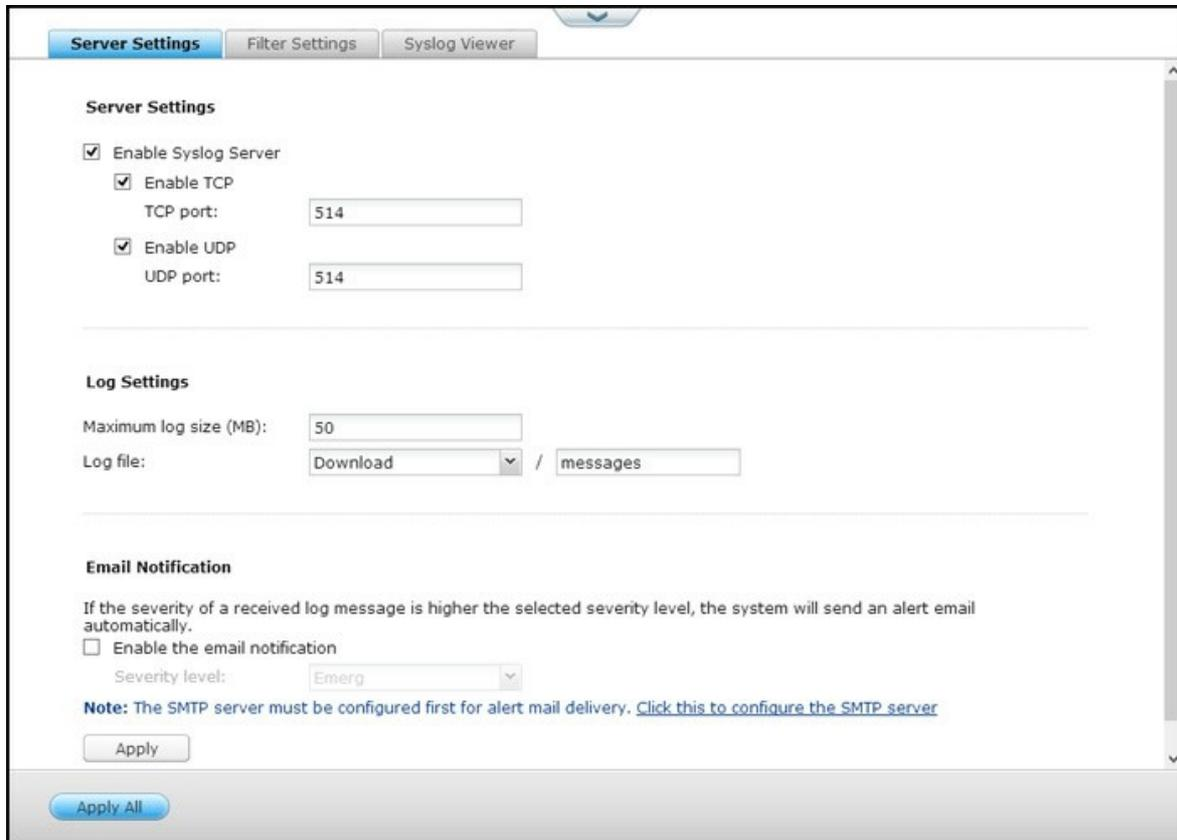 Server Settings
Filter Settings
Syslog Viewer
Server Settings
Enable Syslog Server
Enable TCP
TCP port: 514
Enable UDP
UDP port: 514
Log Settings
Maximum log size (MB): 50
Log file: Download / messages
Email Notification
If the severity of a received log message is higher the selected severity level, the system will send an alert email
automatically.
Enable the email notification
Severity level: Emerg
Note: The SMTP server must be configured first for alert mail delivery. Click this to configure the SMTP server
Apply
Apply All